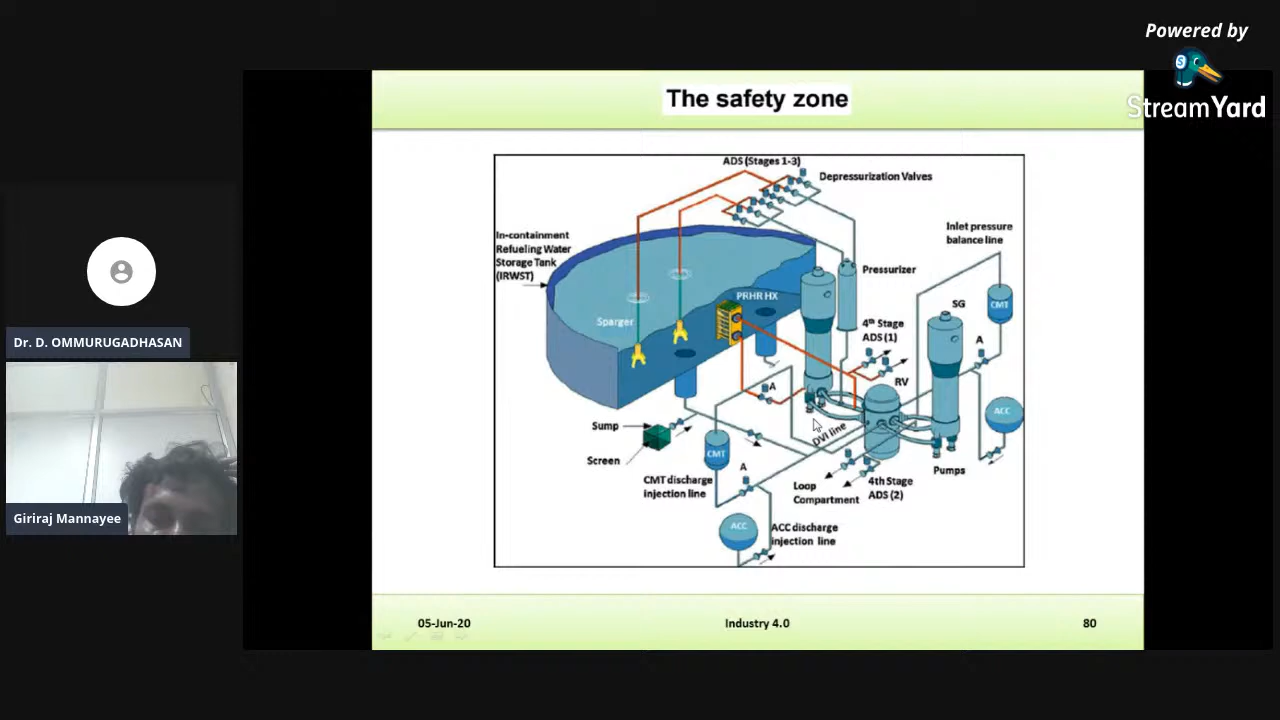 Powered by
StreamYard
The safety zone
ADS (Stages 1-3)
Depressurization Valves
In-containment
Refueling Water
Storage Tank
(IRWST)
Inlet pressure
balance line
Pressurizer
PRHR HX
SG
CMT
Sparger
4th Stage
ADS (1)
A
RV
A
ACC
Sump
DVI line
Screen
CMT
A
Pumps
CMT discharge
injection line
Loop
Compartment
4th Stage
ADS (2)
ACC
ACC discharge
injection line
05-Jun-20
Industry 4.0
80
Dr. D. OMMURUGADHASAN
Giriraj Mannayee